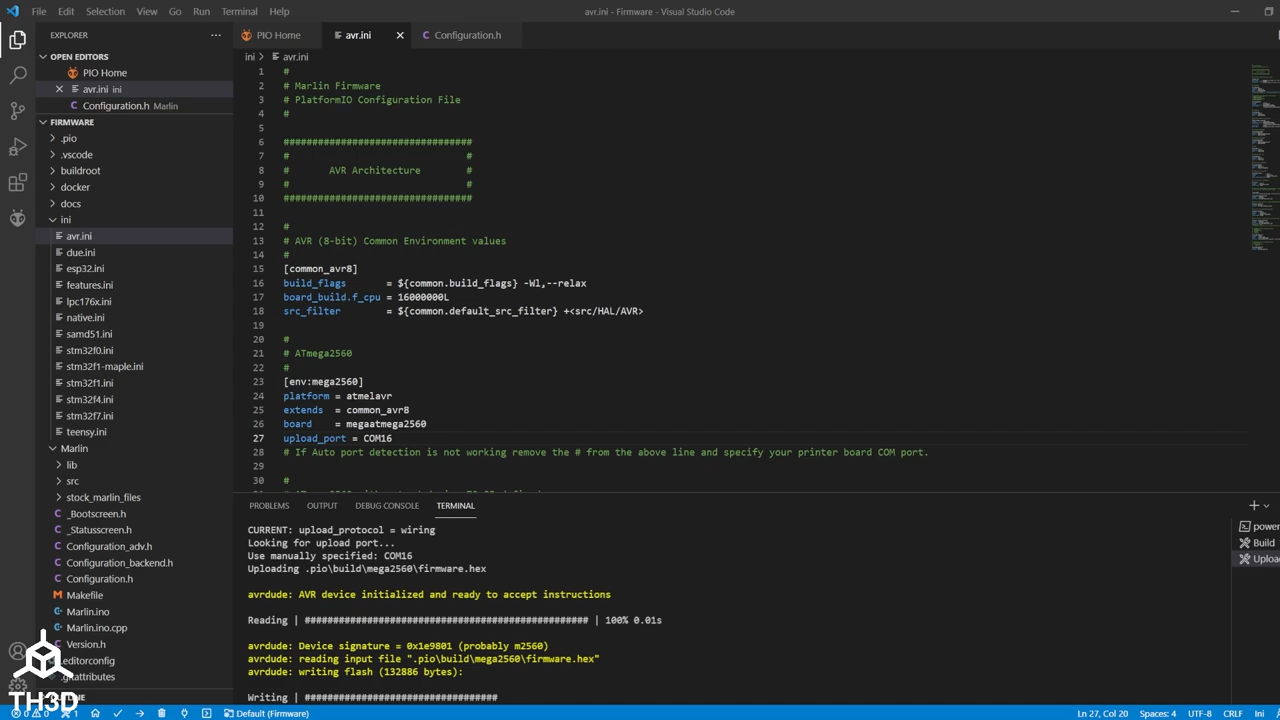 File Edit Selection View Go Run Terminal Help
avr.ini - Firmware - Visual Studio Code
EXPLORER
OPEN EDITORS
PIO Home
avr.ini ini
Configuration.h Marlin
FIRMWARE
.pio
.vscode
buildroot
docker
docs
ini
avr.ini
due.ini
esp32.ini
features.ini
lpc176x.ini
native.ini
samd51.ini
stm32f0.ini
stm32f1-maple.ini
stm32f1.ini
stm32f4.ini
stm32f7.ini
teensy.ini
Marlin
lib
src
stock_marlin_files
_Bootscreen.h
_Statusscreen.h
Configuration_adv.h
Configuration_backend.h
Configuration.h
Makefile
Marlin.ino
Marlin.ino.cpp
Version.h
.editorconfig
.gitattributes
TH3D
PIO Home avr.ini Configuration.h
ini > avr.ini
1 #
2 # Marlin Firmware
3 # PlatformIO Configuration File
4 #
5
6 #################################
7 # #
8 # AVR Architecture #
9 # #
10 #################################
11
12 #
13 # AVR (8-bit) Common Environment values
14 #
15 [common_avr8]
16 build_flags = ${common.build_flags} -Wl,--relax
17 board_build.f_cpu = 16000000L
18 src_filter = ${common.default_src_filter} +<src/HAL/AVR>
19
20 #
21 # ATmega2560
22 #
23 [env:mega2560]
24 platform = atmelavr
25 extends = common_avr8
26 board = megaatmega2560
27 upload_port = COM16
28 # If Auto port detection is not working remove the # from the above line and specify your printer board COM port.
29
30 #
PROBLEMS OUTPUT DEBUG CONSOLE TERMINAL
CURRENT: upload_protocol = wiring
Looking for upload port...
Use manually specified: COM16
Uploading .pio\build\mega2560\firmware.hex
avrdude: AVR device initialized and ready to accept instructions
Reading | ################################################## | 100% 0.01s
avrdude: Device signature = 0x1e9801 (probably m2560)
avrdude: reading input file ".pio\build\mega2560\firmware.hex"
avrdude: writing flash (132886 bytes):
Writing | ##################################
power
Build
Uploa
0 0 1 Default (Firmware)
Ln 27, Col 20 Spaces: 4 UTF-8 CRLF Ini